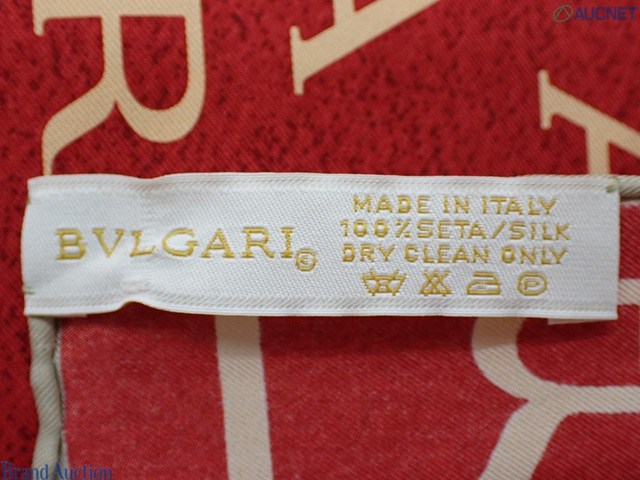 AUCNET
R
A
A
BVLGARI©
MADE IN ITALY
100%SETA/SILK
DRY CLEAN ONLY
P
Brand Auction